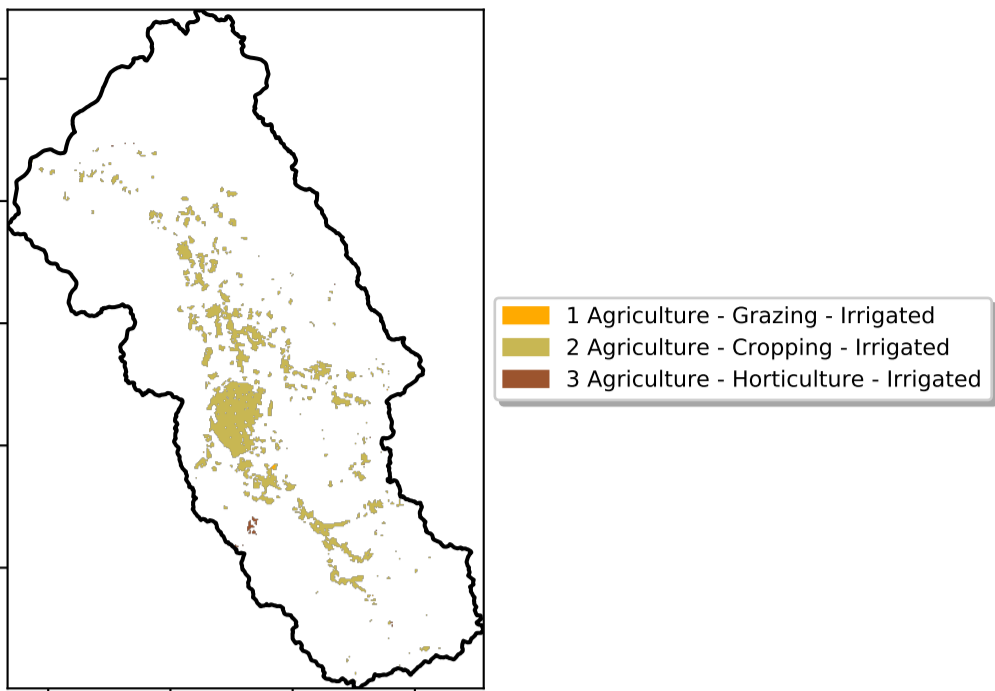 1 Agriculture - Grazing - Irrigated
2 Agriculture - Cropping - Irrigated
3 Agriculture - Horticulture - Irrigated